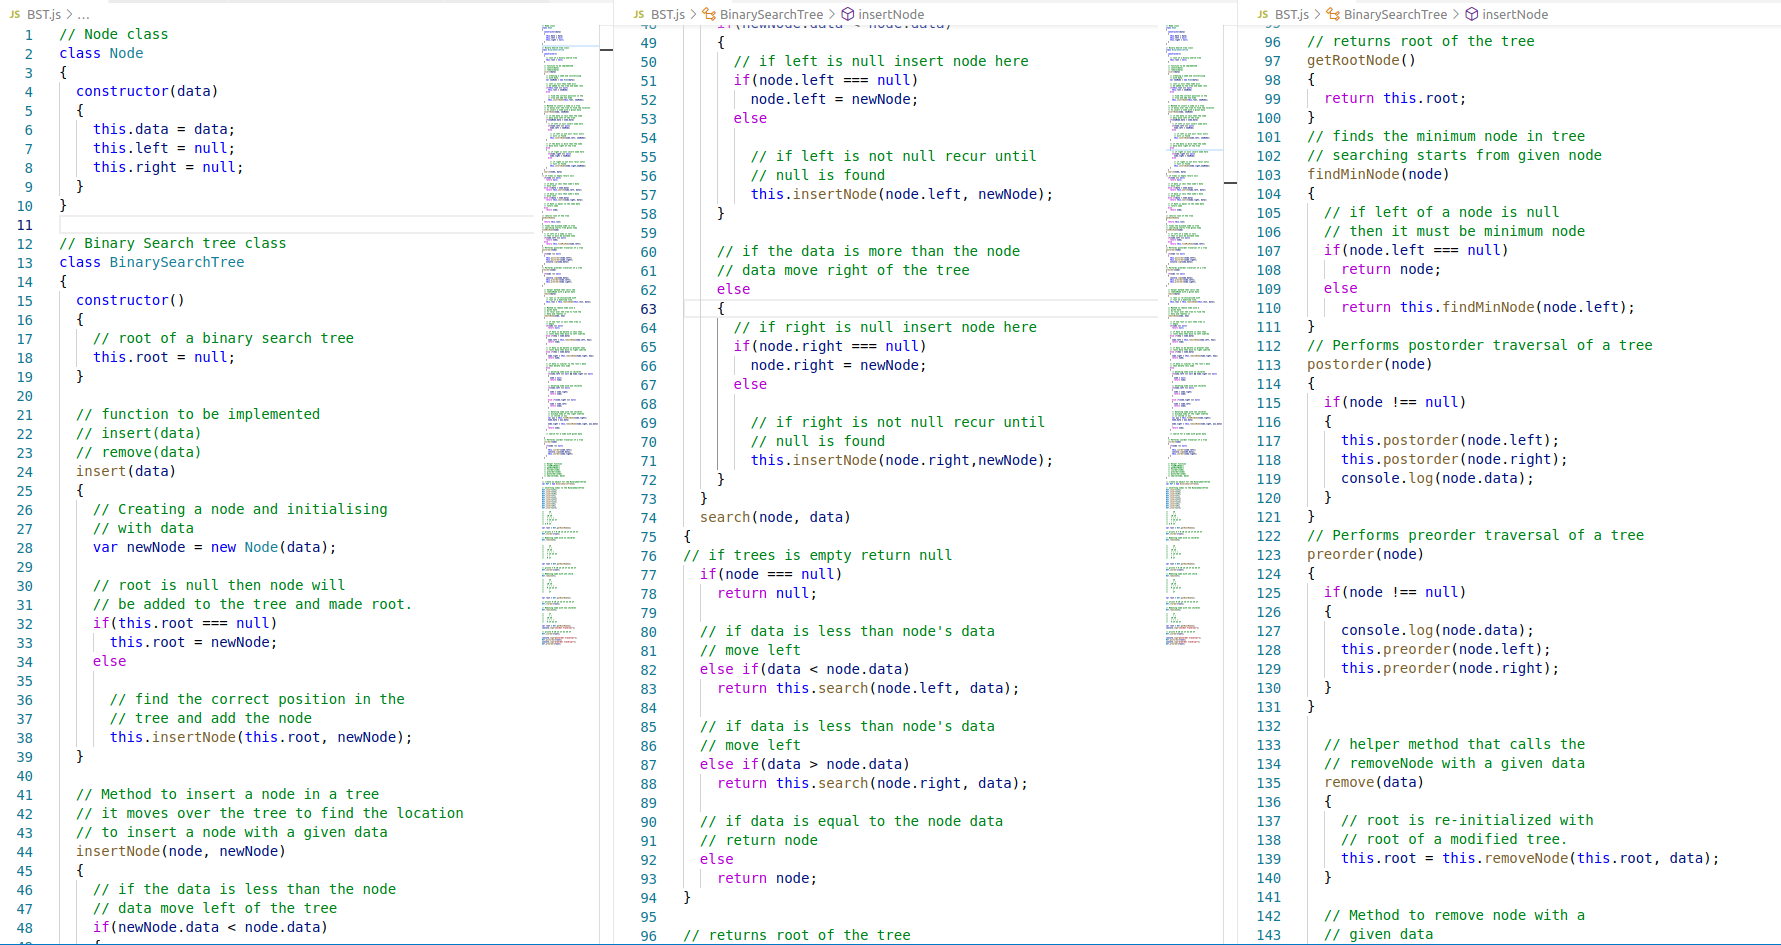 JS BST.js > ...
1 // Node class
2 class Node
3 {
4 constructor(data)
5 {
6 this.data = data;
7 this.left = null;
8 this.right = null;
9 }
10 }
11
12 // Binary Search tree class
13 class BinarySearchTree
14 {
15 constructor()
16 {
17 // root of a binary search tree
18 this.root = null;
19 }
20
21 // function to be implemented
22 // insert(data)
23 // remove(data)
24 insert(data)
25 {
26 // Creating a node and initialising
27 // with data
28 var newNode = new Node(data);
29
30 // root is null then node will
31 // be added to the tree and made root.
32 if(this.root === null)
33 this.root = newNode;
34 else
35
36 // find the correct position in the
37 // tree and add the node
38 this.insertNode(this.root, newNode);
39 }
40
41 // Method to insert a node in a tree
42 // it moves over the tree to find the location
43 // to insert a node with a given data
44 insertNode(node, newNode)
45 {
46 // if the data is less than the node
47 // data move left of the tree
48 if(newNode.data < node.data)
49 {
JS BST.js > BinarySearchTree > insertNode
48 if(newNode.data < node.data)
49 {
50 // if left is null insert node here
51 if(node.left === null)
52 node.left = newNode;
53 else
54
55 // if left is not null recur until
56 // null is found
57 this.insertNode(node.left, newNode);
58 }
59
60 // if the data is more than the node
61 // data move right of the tree
62 else
63 {
64 // if right is null insert node here
65 if(node.right === null)
66 node.right = newNode;
67 else
68
69 // if right is not null recur until
70 // null is found
71 this.insertNode(node.right,newNode);
72 }
73 }
74 search(node, data)
75 {
76 // if trees is empty return null
77 if(node === null)
78 return null;
79
80 // if data is less than node's data
81 // move left
82 else if(data < node.data)
83 return this.search(node.left, data);
84
85 // if data is less than node's data
86 // move left
87 else if(data > node.data)
88 return this.search(node.right, data);
89
90 // if data is equal to the node data
91 // return node
92 else
93 return node;
94 }
95
96 // returns root of the tree
JS BST.js > BinarySearchTree > insertNode
95
96 // returns root of the tree
97 getRootNode()
98 {
99 return this.root;
100 }
101 // finds the minimum node in tree
102 // searching starts from given node
103 findMinNode(node)
104 {
105 // if left of a node is null
106 // then it must be minimum node
107 if(node.left === null)
108 return node;
109 else
110 return this.findMinNode(node.left);
111 }
112 // Performs postorder traversal of a tree
113 postorder(node)
114 {
115 if(node !== null)
116 {
117 this.postorder(node.left);
118 this.postorder(node.right);
119 console.log(node.data);
120 }
121 }
122 // Performs preorder traversal of a tree
123 preorder(node)
124 {
125 if(node !== null)
126 {
127 console.log(node.data);
128 this.preorder(node.left);
129 this.preorder(node.right);
130 }
131 }
132
133 // helper method that calls the
134 // removeNode with a given data
135 remove(data)
136 {
137 // root is re-initialized with
138 // root of a modified tree.
139 this.root = this.removeNode(this.root, data);
140 }
141
142 // Method to remove node with a
143 // given data